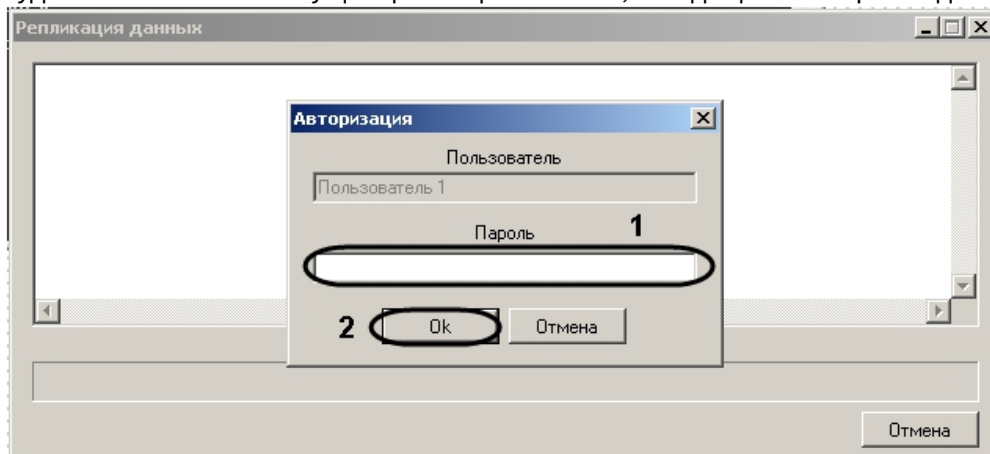 Репликация данных
Авторизация
Пользователь
Пользователь 1
Пароль
1
2
Ok
Отмена
Отмена